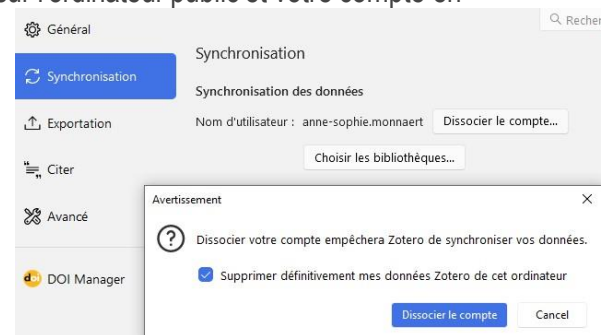 sur l'ordinateur public et votre compte en
Général
Synchronisation
Exportation
Citer
Avancé
DOI Manager
Synchronisation
Synchronisation des données
Nom d'utilisateur : anne-sophie.monnaert Dissocier le compte...
Choisir les bibliothèques...
Avertissement
Dissocier votre compte empêchera Zotero de synchroniser vos données.
Supprimer définitivement mes données Zotero de cet ordinateur
Dissocier le compte Cancel